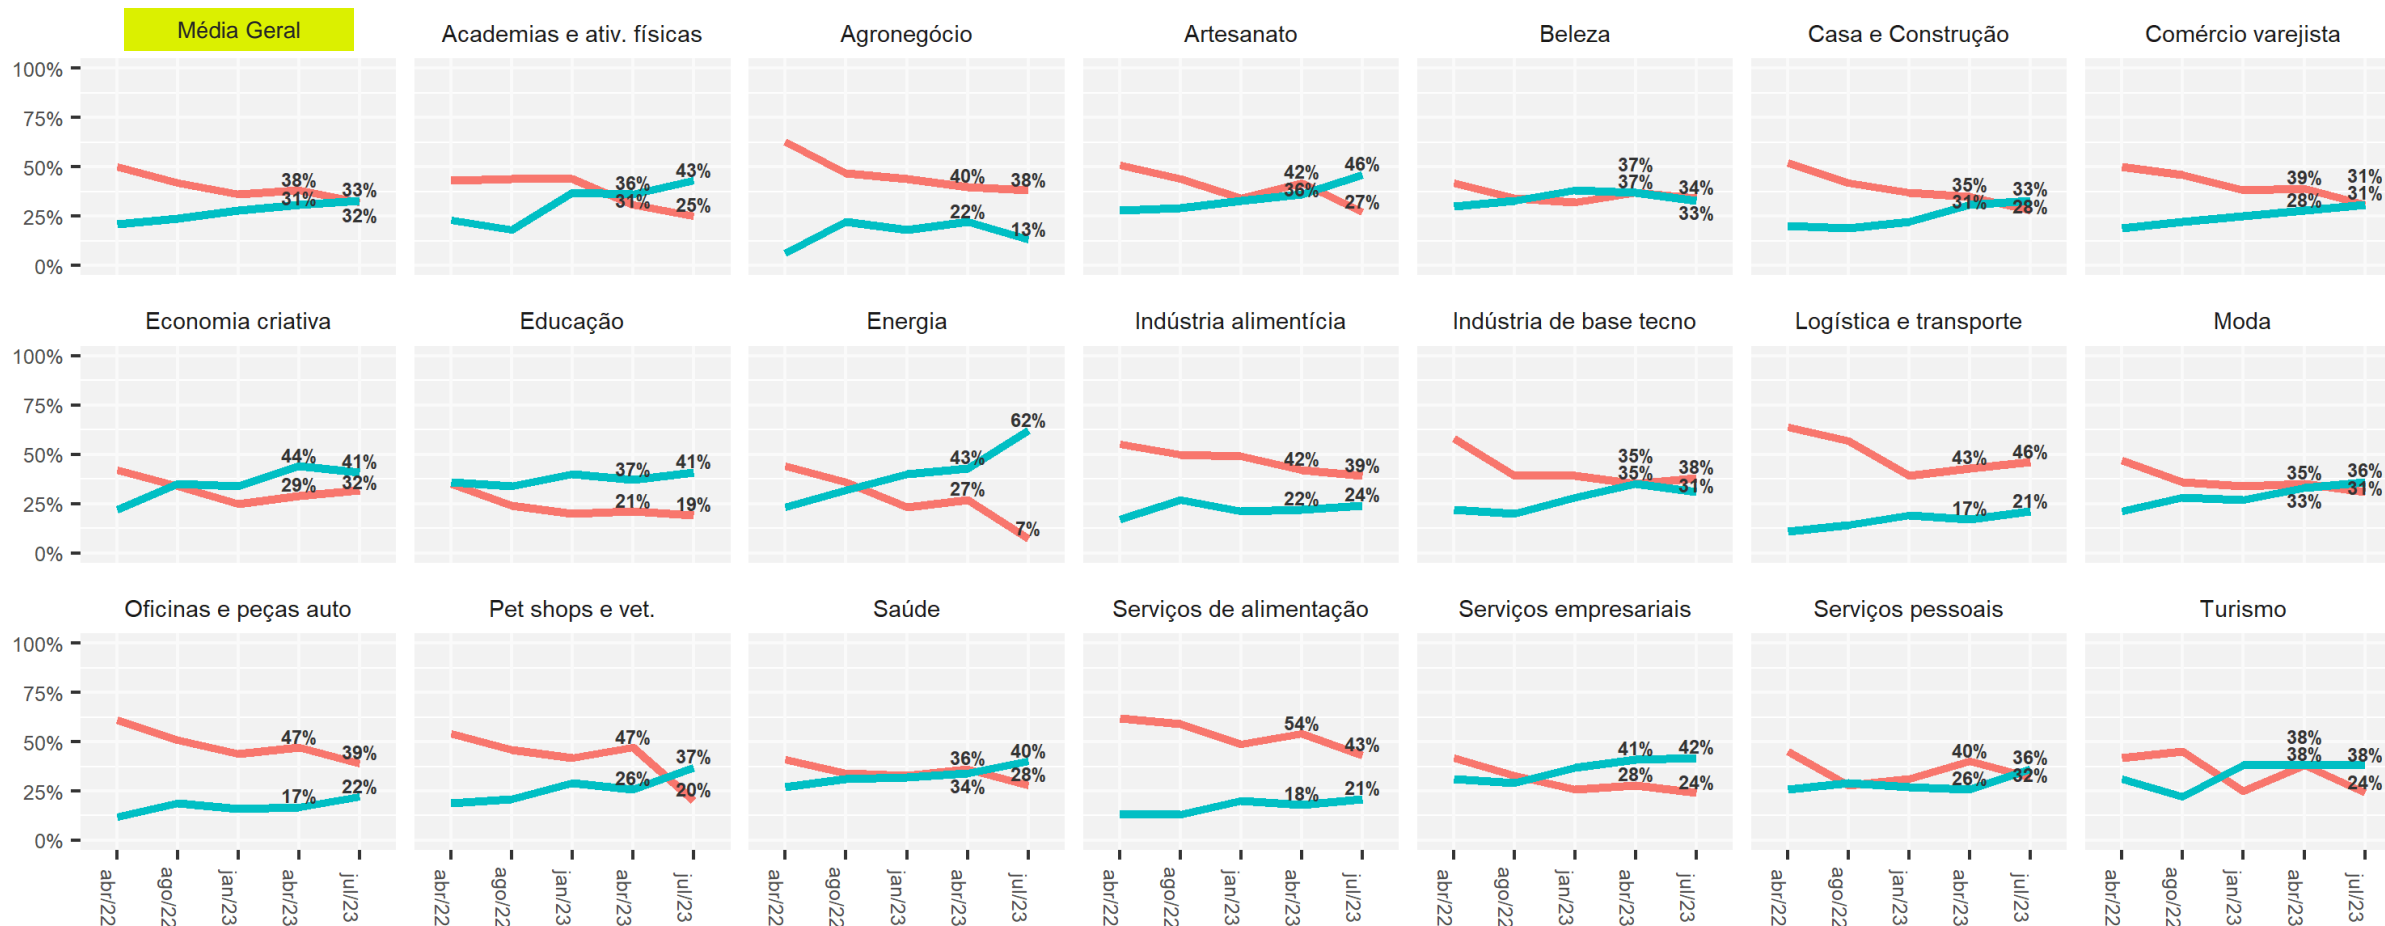 Média Geral
Academias e ativ. físicas
Agronegócio
Artesanato
Beleza
Casa e Construção
Comércio varejista
100%
75%
50%
25%
0%
38%
31%
33%
32%
36%
31%
43%
25%
40%
22%
38%
13%
42%
36%
46%
27%
37%
37%
34%
33%
35%
31%
33%
28%
39%
28%
31%
31%
Economia criativa
Educação
Energia
Indústria alimentícia
Indústria de base tecno
Logística e transporte
Moda
100%
75%
50%
25%
0%
44%
29%
41%
32%
37%
21%
41%
19%
43%
27%
62%
7%
42%
22%
39%
24%
35%
35%
38%
31%
43%
17%
46%
21%
35%
33%
36%
31%
Oficinas e peças auto
Pet shops e vet.
Saúde
Serviços de alimentação
Serviços empresariais
Serviços pessoais
Turismo
100%
75%
50%
25%
0%
47%
17%
39%
22%
47%
26%
37%
20%
36%
34%
40%
28%
54%
18%
43%
21%
41%
28%
42%
24%
40%
26%
36%
32%
38%
38%
38%
24%
abr/22
ago/22
jan/23
abr/23
jul/23
abr/22
ago/22
jan/23
abr/23
jul/23
abr/22
ago/22
jan/23
abr/23
jul/23
abr/22
ago/22
jan/23
abr/23
jul/23
abr/22
ago/22
jan/23
abr/23
jul/23
abr/22
ago/22
jan/23
abr/23
jul/23
abr/22
ago/22
jan/23
abr/23
jul/23